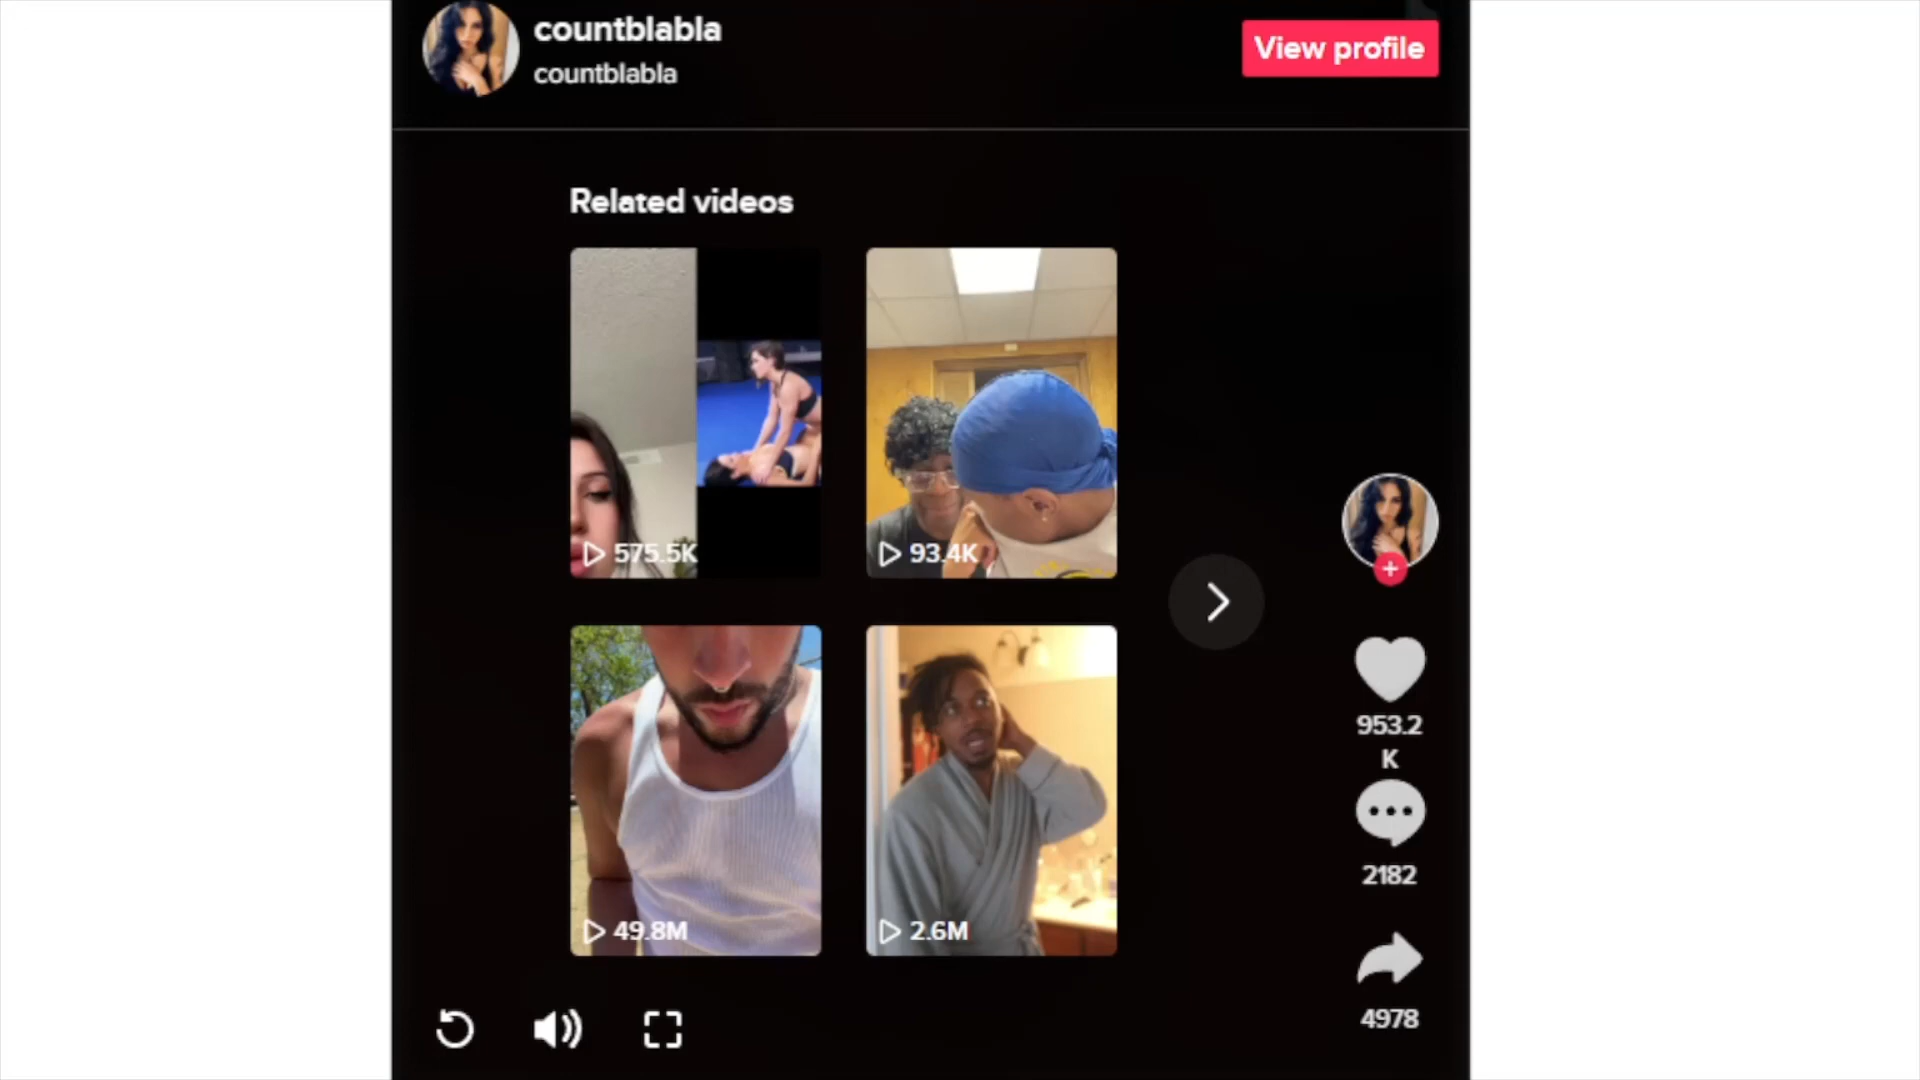 countblabla
countblabla
View profile
Related videos
575.5K
93.4K
49.8M
2.6M
953.2
K
2182
4978